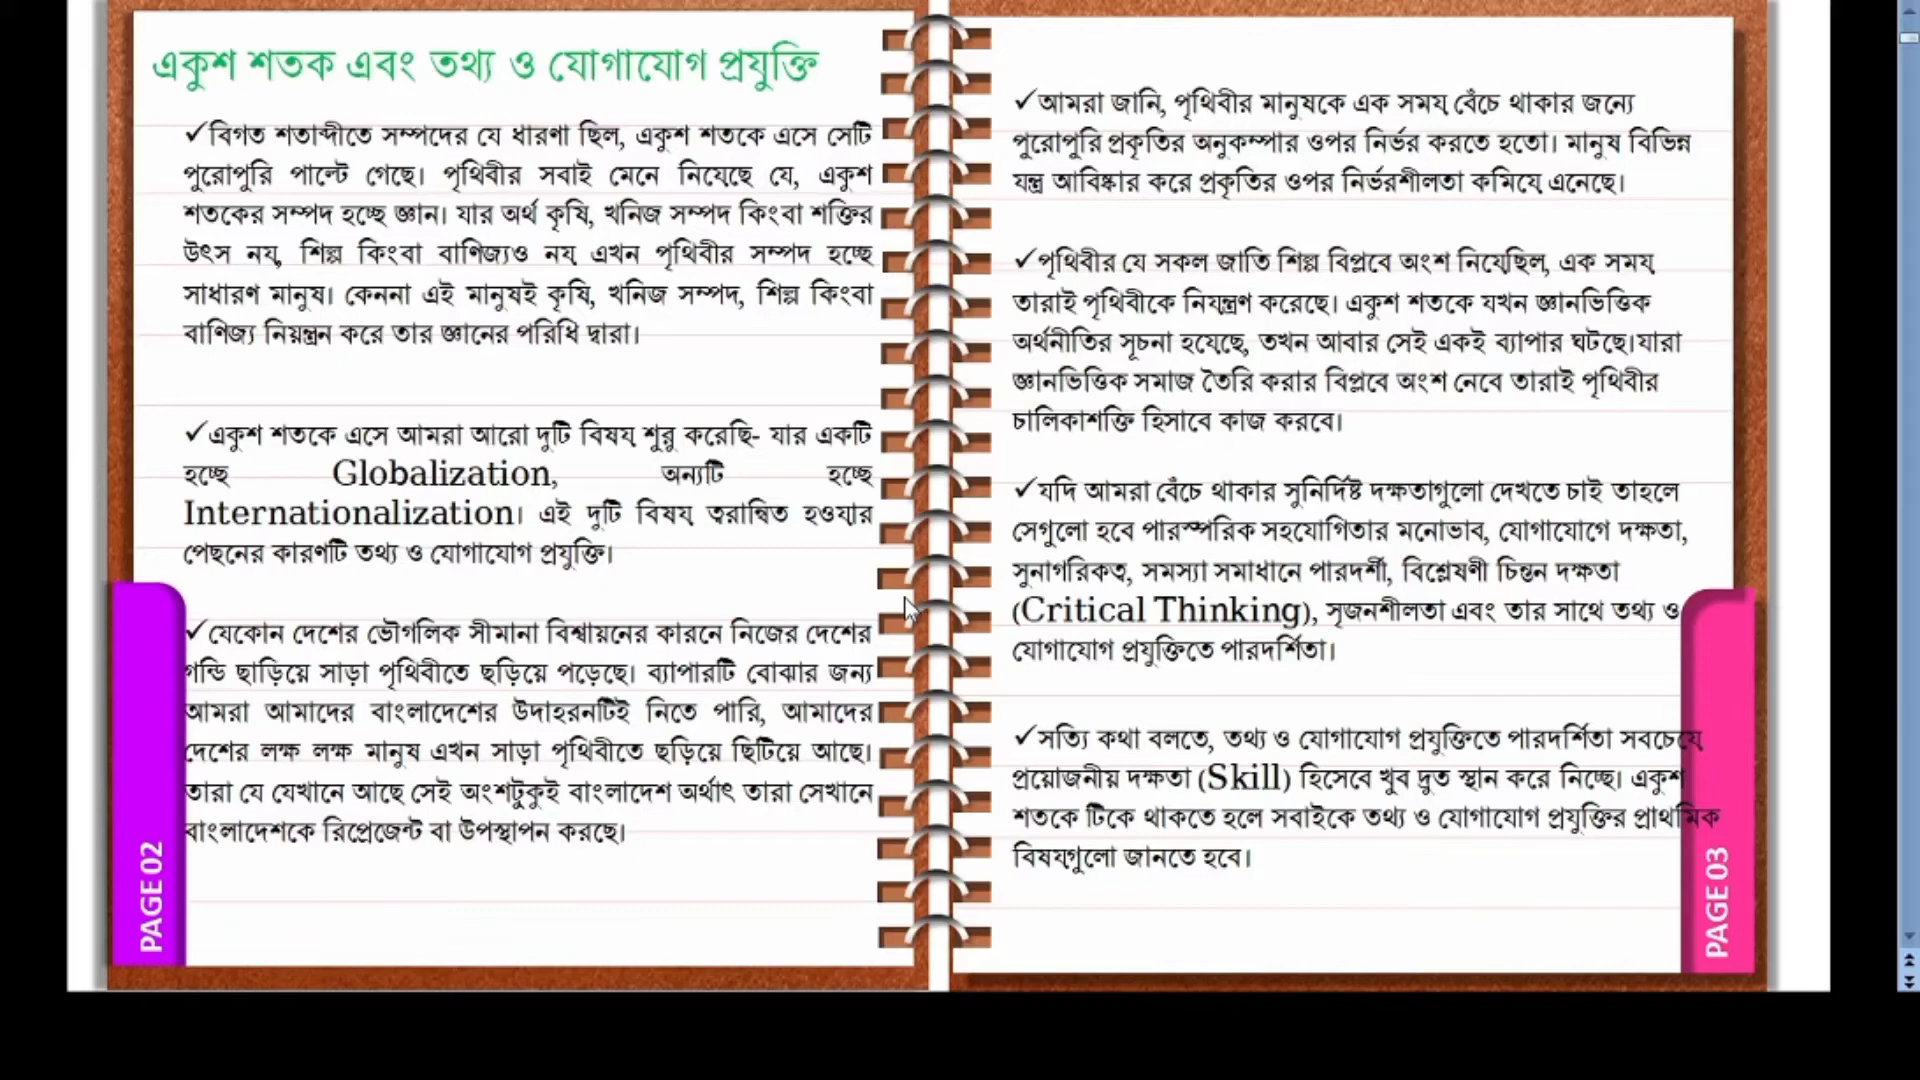 একুশ শতক এবং তথ্য ও যোগাযোগ প্রযুক্তি
✓বিগত শতাব্দীতে সম্পদের যে ধারণা ছিল, একুশ শতকে এসে সেটি
পুরোপুরি পাল্টে গেছে। পৃথিবীর সবাই মেনে নিয়েছে যে, একুশ
শতকের সম্পদ হচ্ছে জ্ঞান। যার অর্থ কৃষি, খনিজ সম্পদ কিংবা শক্তির
উৎস নয়, শিল্প কিংবা বাণিজ্যও নয় এখন পৃথিবীর সম্পদ হচ্ছে
সাধারণ মানুষ। কেননা এই মানুষই কৃষি, খনিজ সম্পদ, শিল্প কিংবা
বাণিজ্য নিয়ন্ত্রন করে তার জ্ঞানের পরিধি দ্বারা।
✓একুশ শতকে এসে আমরা আরো দুটি বিষয় শুরু করেছি- যার একটি
হচ্ছে Globalization, অন্যটি হচ্ছে
Internationalization। এই দুটি বিষয় ত্বরান্বিত হওয়ার
পেছনের কারণটি তথ্য ও যোগাযোগ প্রযুক্তি।
✓যেকোন দেশের ভৌগলিক সীমানা বিশ্বায়নের কারনে নিজের দেশের
গন্ডি ছাড়িয়ে সাড়া পৃথিবীতে ছড়িয়ে পড়েছে। ব্যাপারটি বোঝার জন্য
আমরা আমাদের বাংলাদেশের উদাহরনটিই নিতে পারি, আমাদের
দেশের লক্ষ লক্ষ মানুষ এখন সাড়া পৃথিবীতে ছড়িয়ে ছিটিয়ে আছে।
তারা যে যেখানে আছে সেই অংশটুকুই বাংলাদেশ অর্থাৎ তারা সেখানে
বাংলাদেশকে রিপ্রেজেন্ট বা উপস্থাপন করছে।
PAGE 02
✓আমরা জানি, পৃথিবীর মানুষকে এক সময় বেঁচে থাকার জন্যে
পুরোপুরি প্রকৃতির অনুকম্পার ওপর নির্ভর করতে হতো। মানুষ বিভিন্ন
যন্ত্র আবিষ্কার করে প্রকৃতির ওপর নির্ভরশীলতা কমিয়ে এনেছে।
✓পৃথিবীর যে সকল জাতি শিল্প বিপ্লবে অংশ নিয়েছিল, এক সময়
তারাই পৃথিবীকে নিয়ন্ত্রণ করেছে। একুশ শতকে যখন জ্ঞানভিত্তিক
অর্থনীতির সূচনা হয়েছে, তখন আবার সেই একই ব্যাপার ঘটছে।যারা
জ্ঞানভিত্তিক সমাজ তৈরি করার বিপ্লবে অংশ নেবে তারাই পৃথিবীর
চালিকাশক্তি হিসাবে কাজ করবে।
✓যদি আমরা বেঁচে থাকার সুনির্দিষ্ট দক্ষতাগুলো দেখতে চাই তাহলে
সেগুলো হবে পারস্পরিক সহযোগিতার মনোভাব, যোগাযোগে দক্ষতা,
সুনাগরিকত্ব, সমস্যা সমাধানে পারদর্শী, বিশ্লেষণী চিন্তন দক্ষতা
(Critical Thinking), সৃজনশীলতা এবং তার সাথে তথ্য ও
যোগাযোগ প্রযুক্তিতে পারদর্শিতা।
✓সত্যি কথা বলতে, তথ্য ও যোগাযোগ প্রযুক্তিতে পারদর্শিতা সবচেয়ে
প্রয়োজনীয় দক্ষতা (Skill) হিসেবে খুব দ্রুত স্থান করে নিচ্ছে। একুশ
শতকে টিকে থাকতে হলে সবাইকে তথ্য ও যোগাযোগ প্রযুক্তির প্রাথমিক
বিষয়গুলো জানতে হবে।
PAGE 03